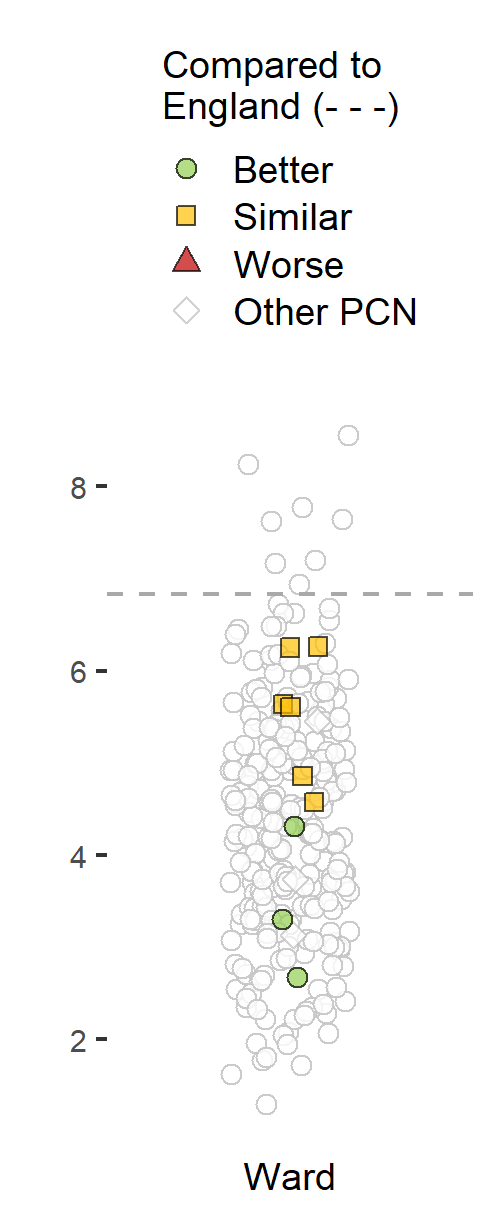 Compared to
England (- - -)
Better
Similar
Worse
Other PCN
8
6
4
2
Ward